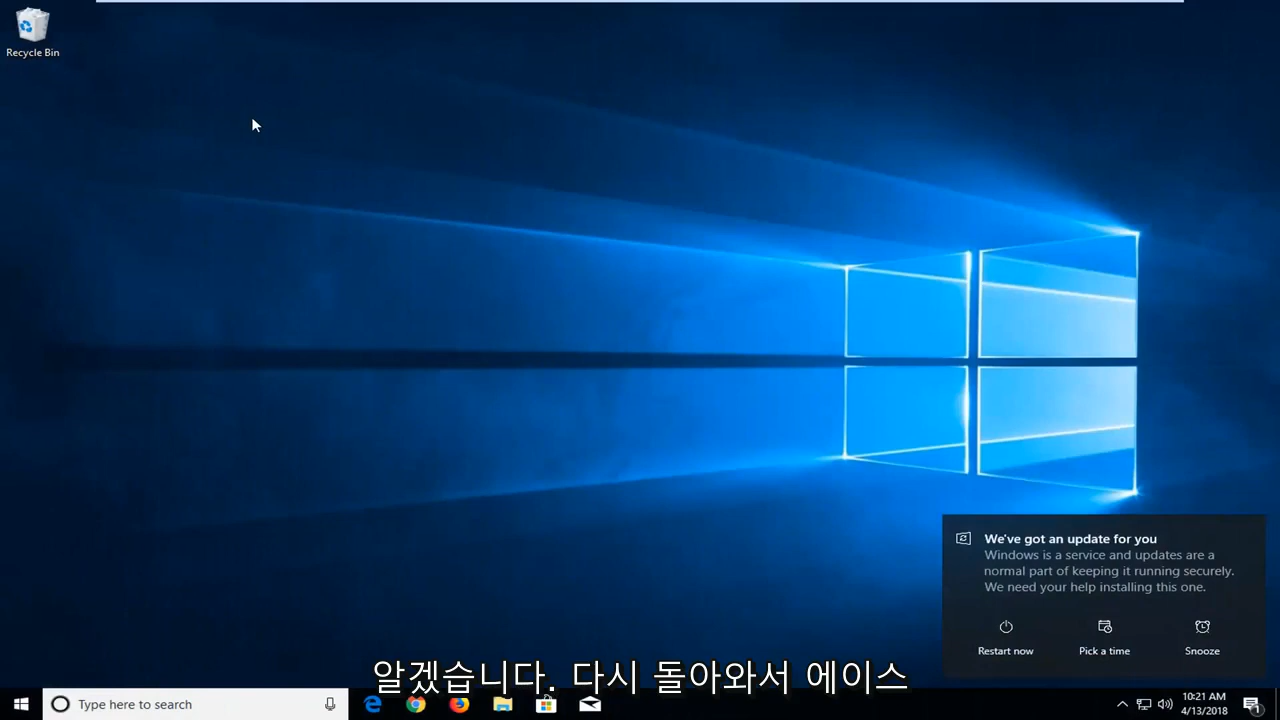 Recycle Bin
We've got an update for you
Windows is a service and updates are a
normal part of keeping it running securely.
We need your help installing this one.
Restart now
Pick a time
Snooze
알겠습니다. 다시 돌아와서 에이스
Type here to search
10:21 AM
4/13/2018
1